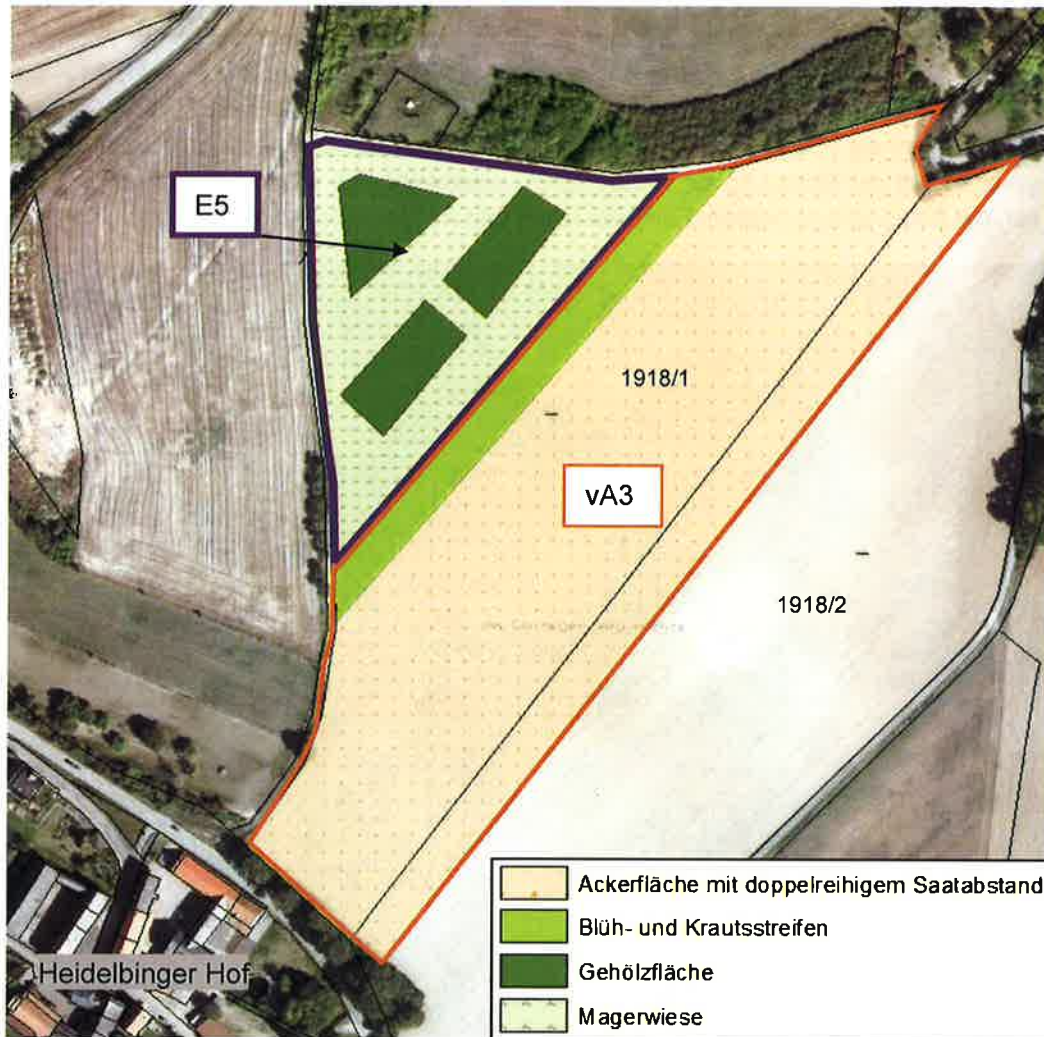 E5
1918/1
vA3
1918/2
Heidelbinger Hof
Ackerfläche mit doppelreihigem Saatabstand
Blüh- und Krautsstreifen
Gehölzfläche
Magerwiese